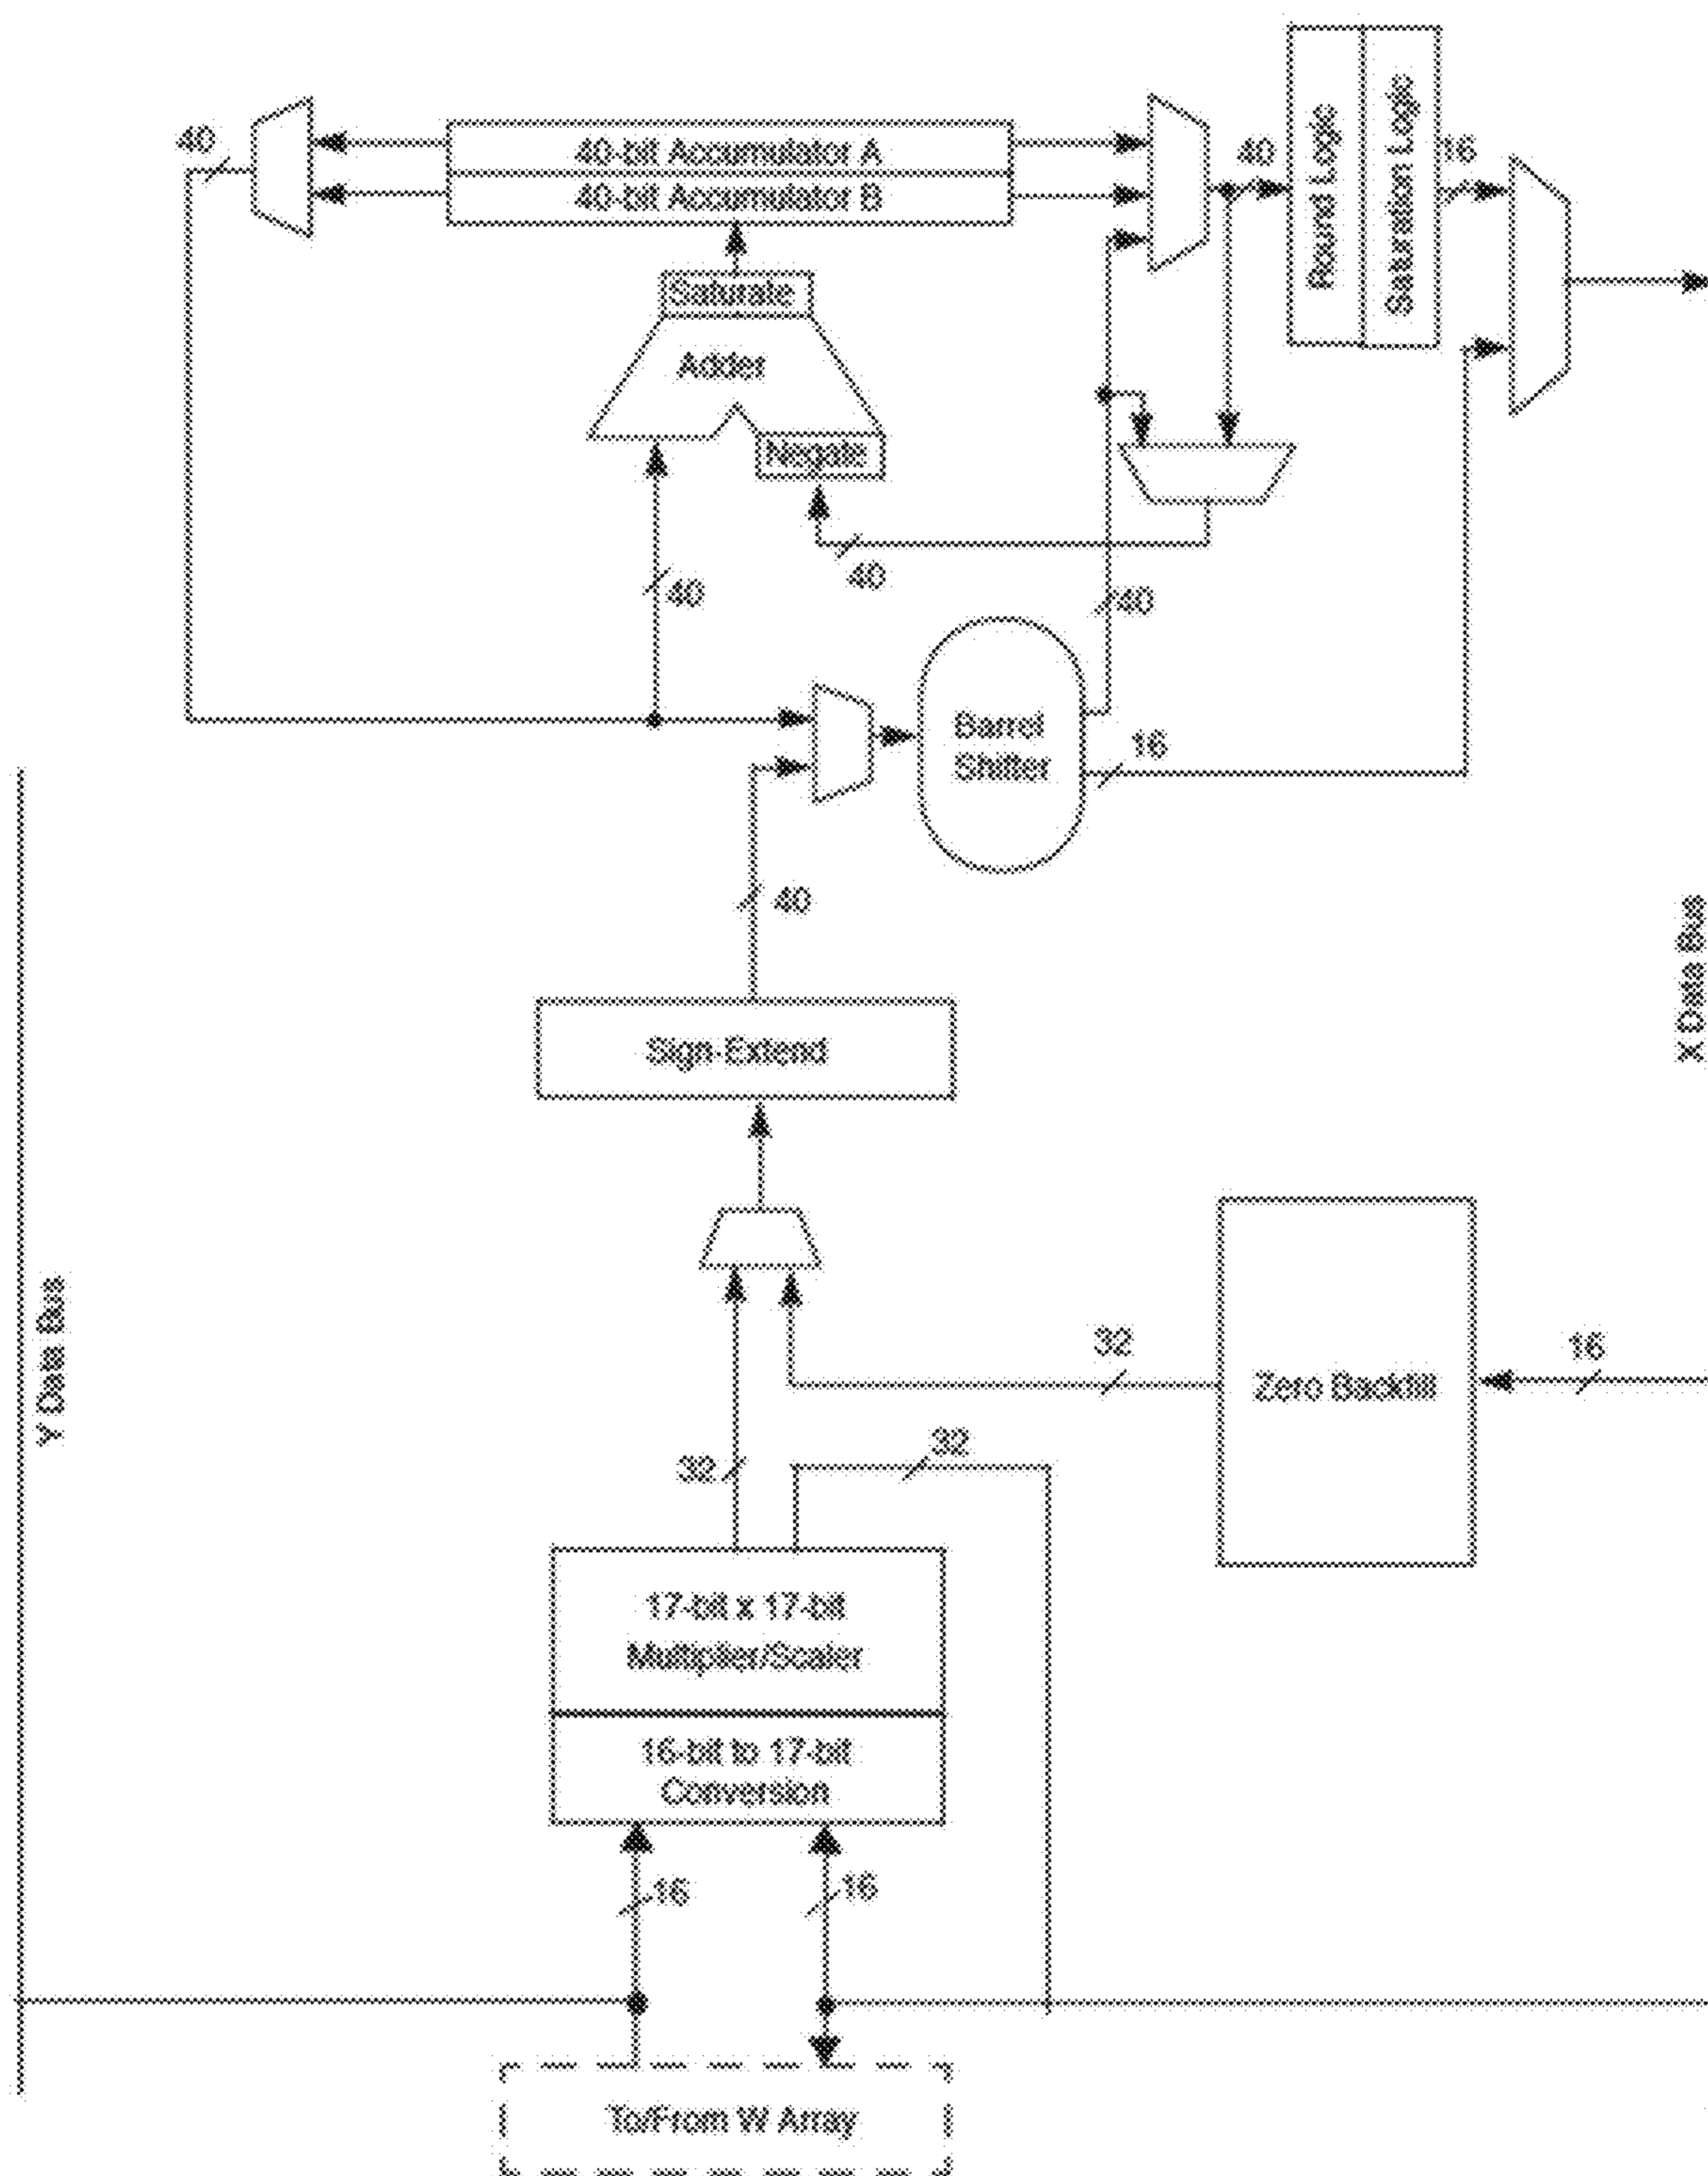 40
40-bit Accumulator A
40-bit Accumulator B
40
Round Logic
Saturation Logic
16
Saturate
Adder
Negate
40
40
40
Barrel
Shifter
16
40
X Data Bus
Sign-Extend
Y Data Bus
32
Zero Backfill
16
32
32
17-bit x 17-bit
Multiplier/Scaler
16-bit to 17-bit
Conversion
16
16
To/From W Array